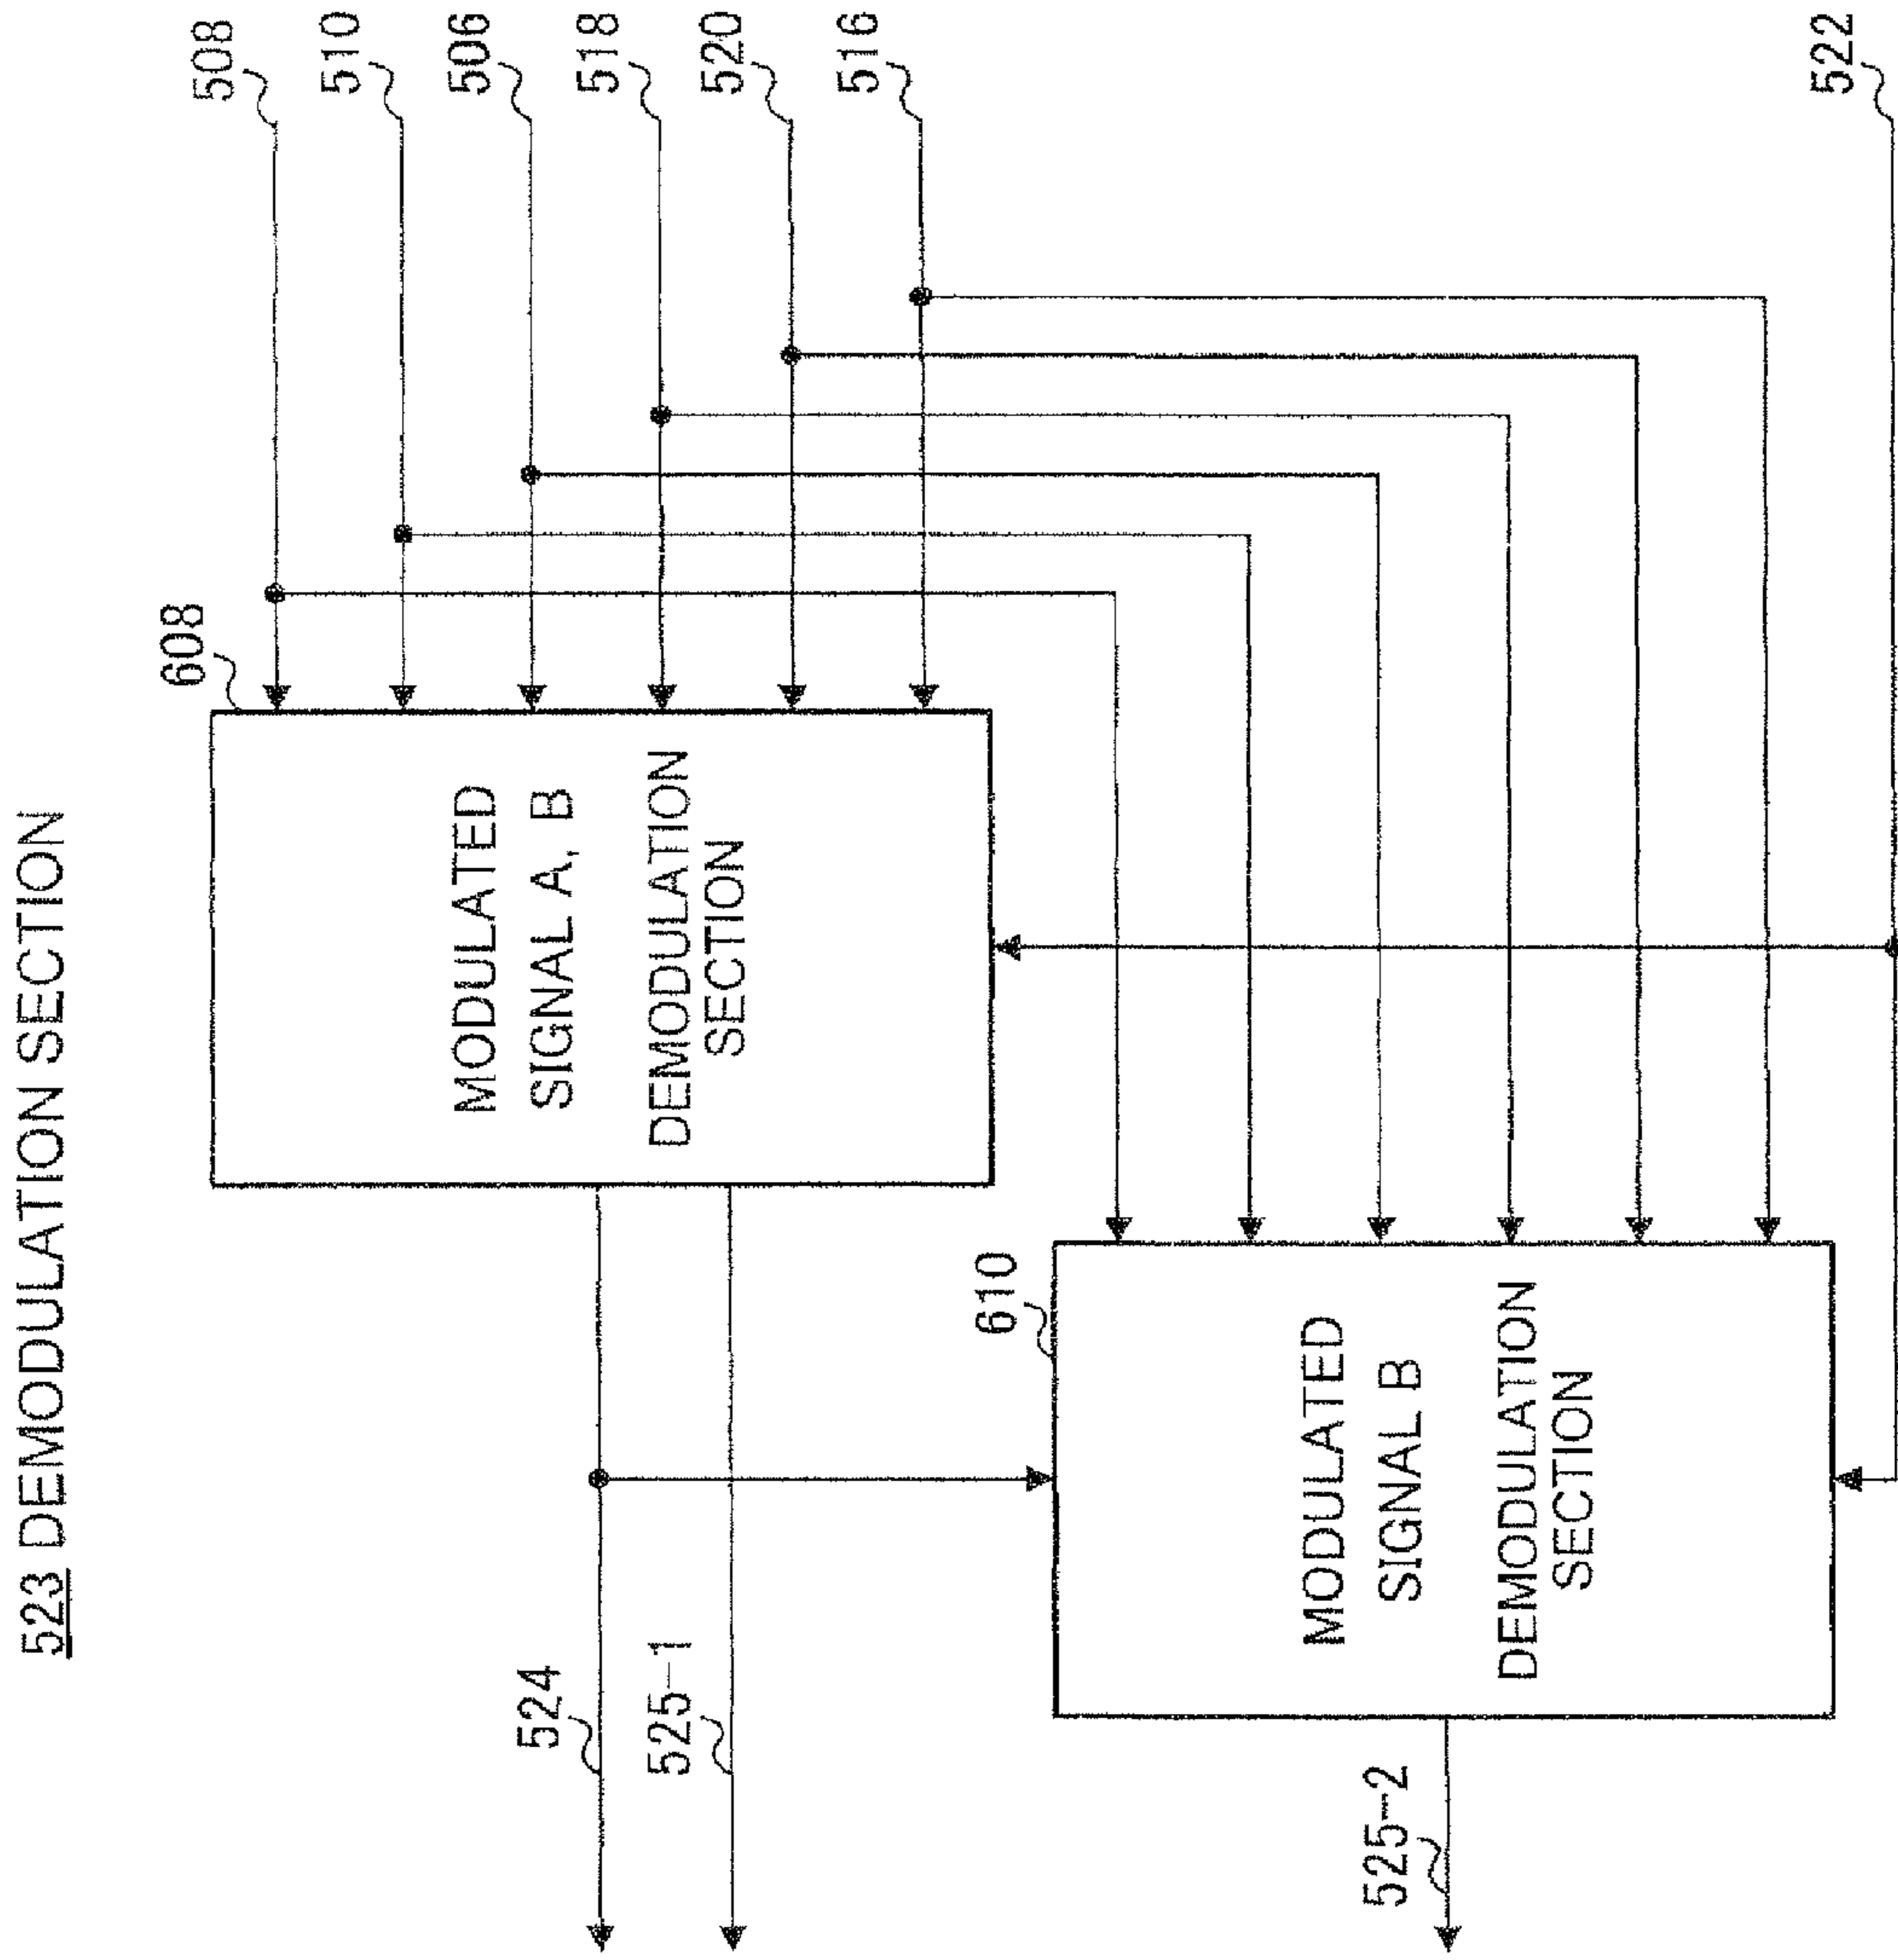 523 DEMODULATION SECTION
508
510
506
518
520
516
522
608
MODULATED
SIGNAL A, B
DEMODULATION
SECTION
610
MODULATED
SIGNAL B
DEMODULATION
SECTION
524
525-1
525-2